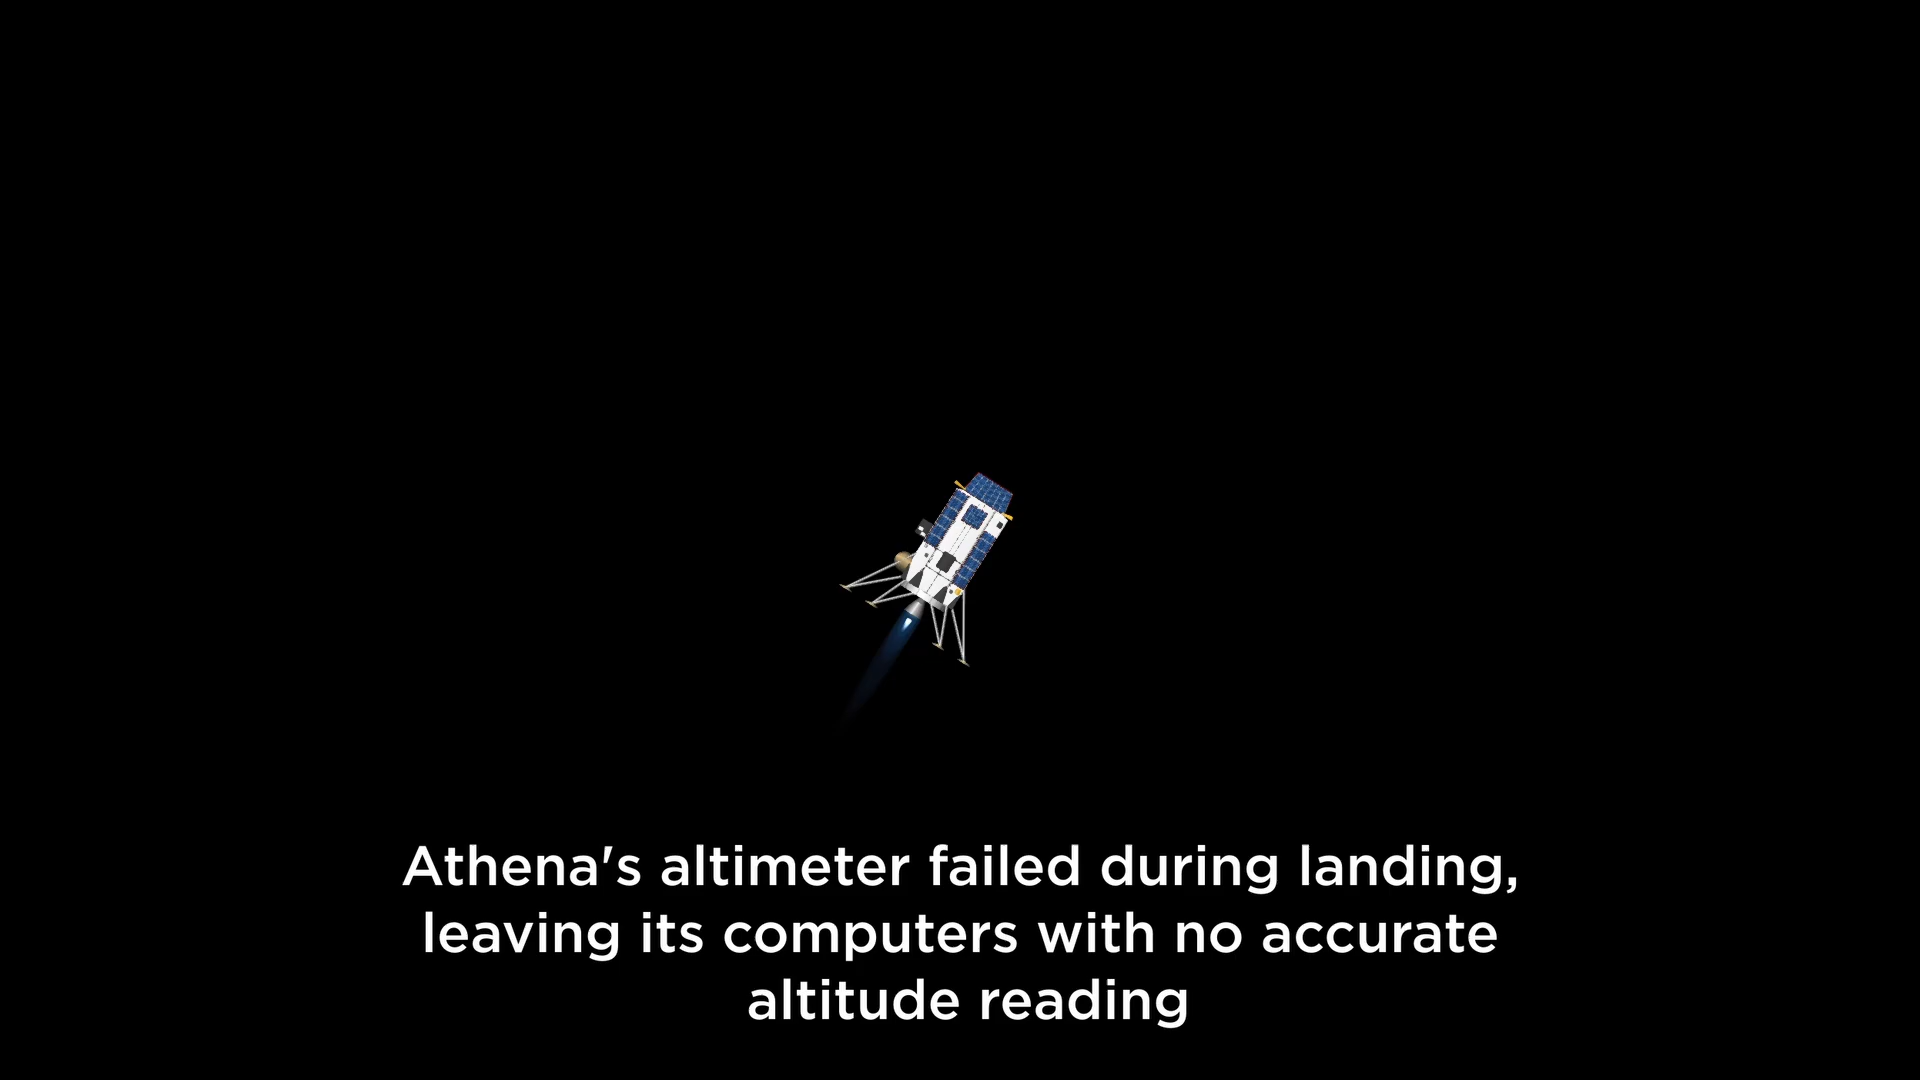 Athena's altimeter failed during landing,
leaving its computers with no accurate
altitude reading